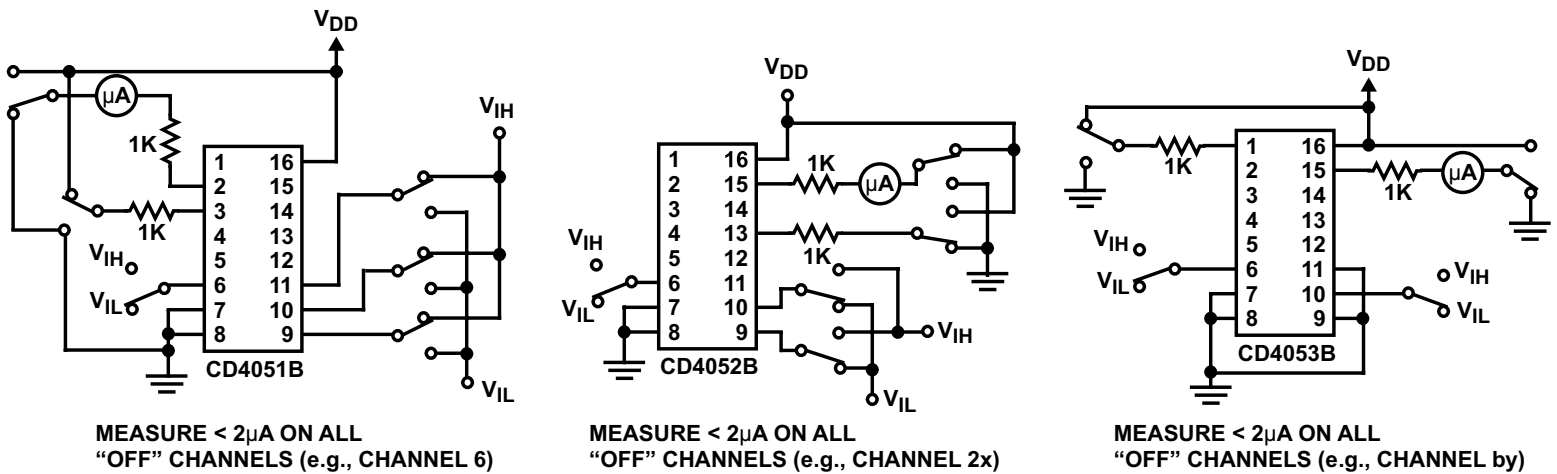 VDD
µA
1K
1K
VIH
1 16
2 15
3 14
4 13
5 12
6 11
7 10
8 9
VIH
VIL
VIL
CD4051B
MEASURE < 2µA ON ALL
“OFF” CHANNELS (e.g., CHANNEL 6)
VDD
1K
µA
1K
1 16
2 15
3 14
4 13
5 12
6 11
7 10
8 9
VIH
VIL
VIH
VIL
CD4052B
MEASURE < 2µA ON ALL
“OFF” CHANNELS (e.g., CHANNEL 2x)
VDD
1K
1K
µA
1 16
2 15
3 14
4 13
5 12
6 11
7 10
8 9
VIH
VIL
VIH
VIL
CD4053B
MEASURE < 2µA ON ALL
“OFF” CHANNELS (e.g., CHANNEL by)